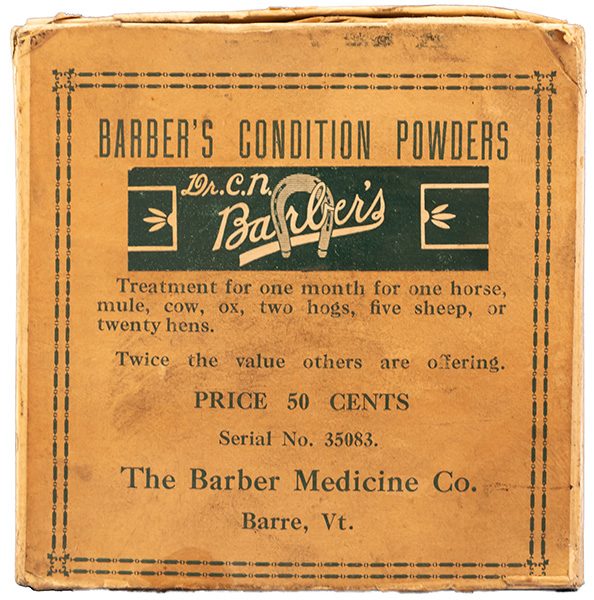 BARBER'S CONDITION POWDERS
Dr. C. N.
Barber's
Treatment for one month for one horse,
mule, cow, ox, two hogs, five sheep, or
twenty hens.
Twice the value others are offering.
PRICE 50 CENTS
Serial No. 35083.
The Barber Medicine Co.
Barre, Vt.